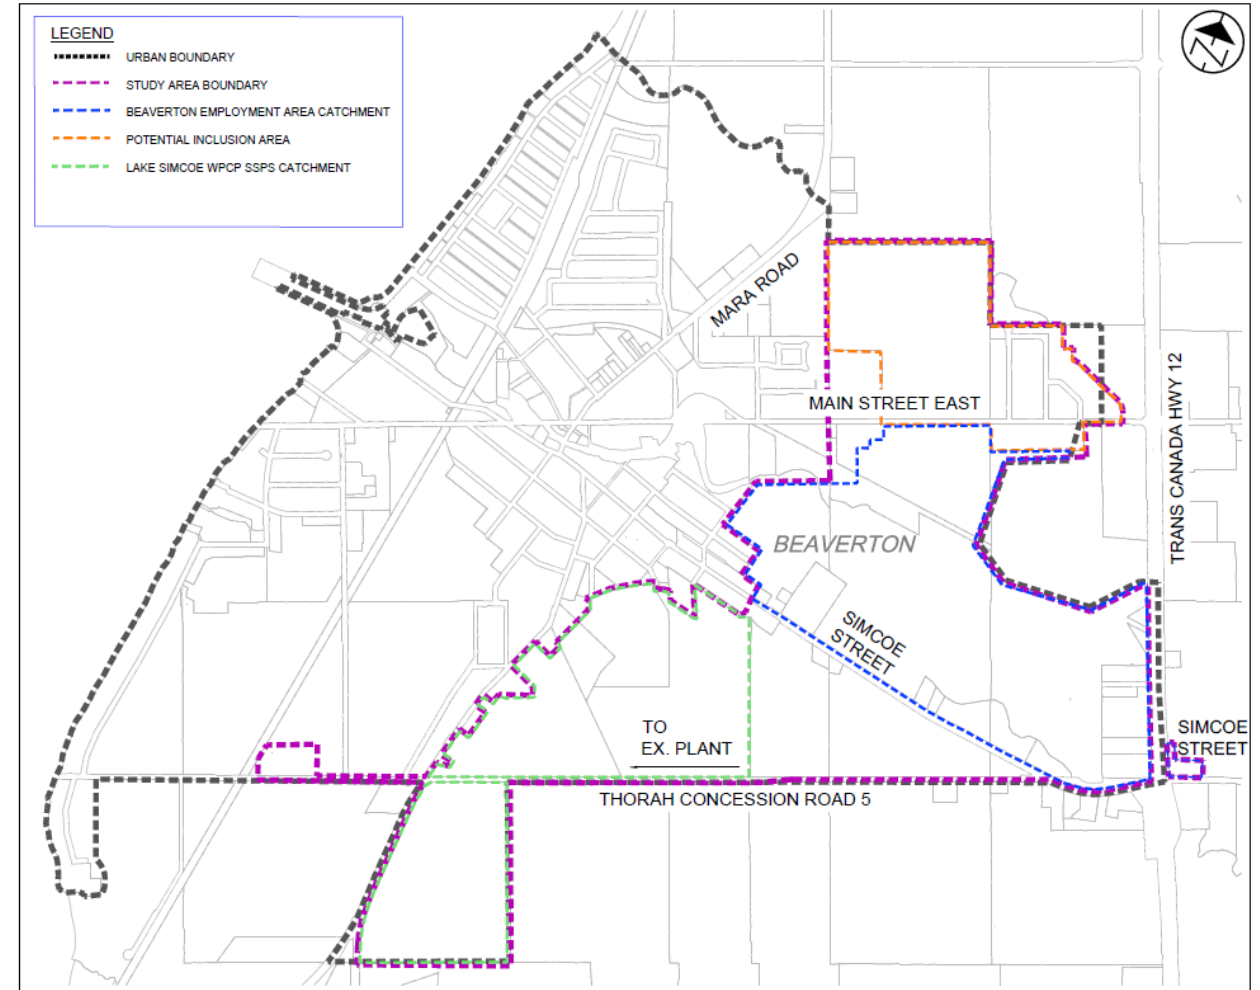 LEGEND
URBAN BOUNDARY
STUDY AREA BOUNDARY
BEAVERTON EMPLOYMENT AREA CATCHMENT
POTENTIAL INCLUSION AREA
LAKE SIMCOE WPCP SSPS CATCHMENT
N
MARA ROAD
MAIN STREET EAST
TRANS CANADA HWY 12
BEAVERTON
SIMCOE
STREET
TO
EX. PLANT
SIMCOE
STREET
THORAH CONCESSION ROAD 5